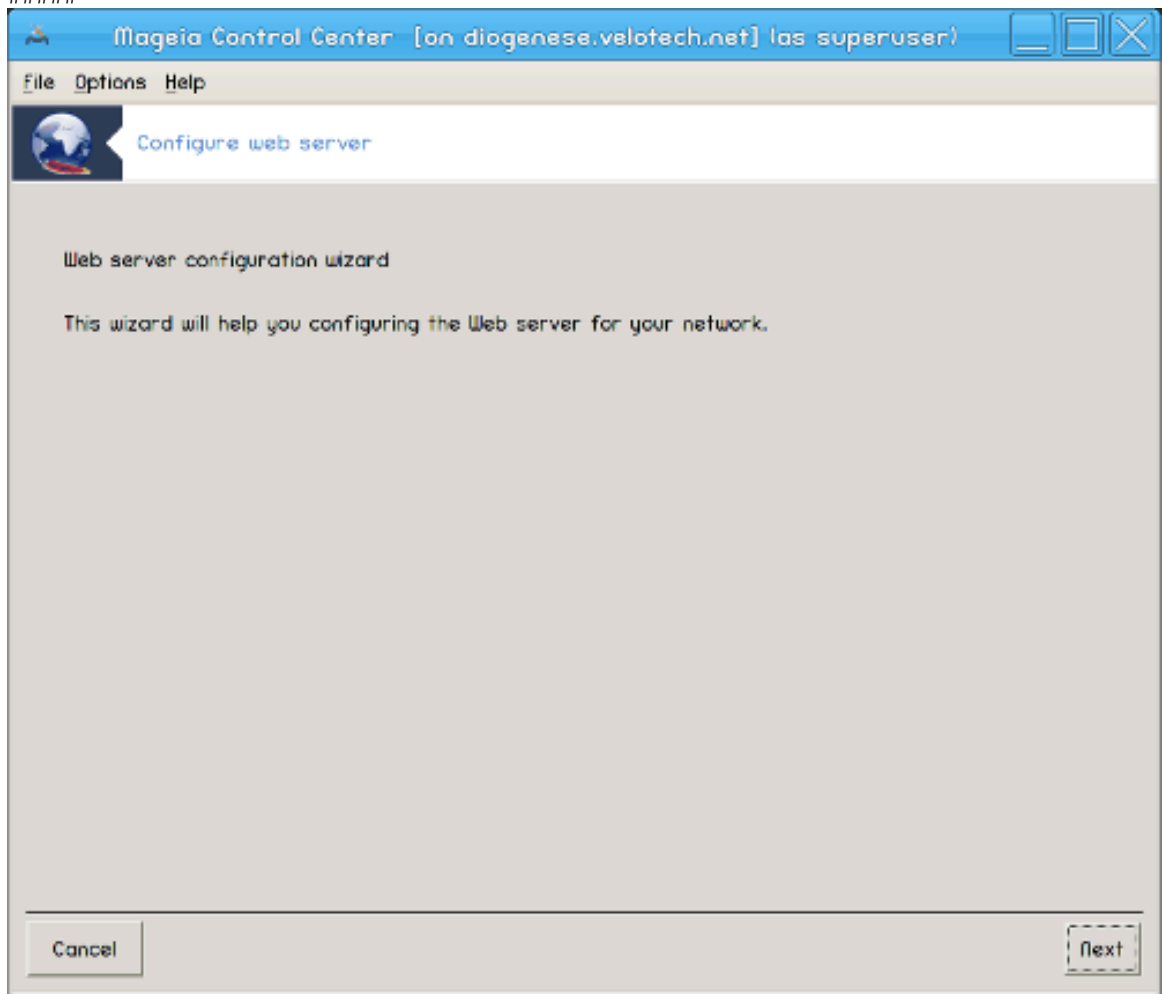 Mageia Control Center [on diogenese.velotech.net] (as superuser)
File Options Help
Configure web server
Web server configuration wizard
This wizard will help you configuring the Web server for your network.
Cancel
Next